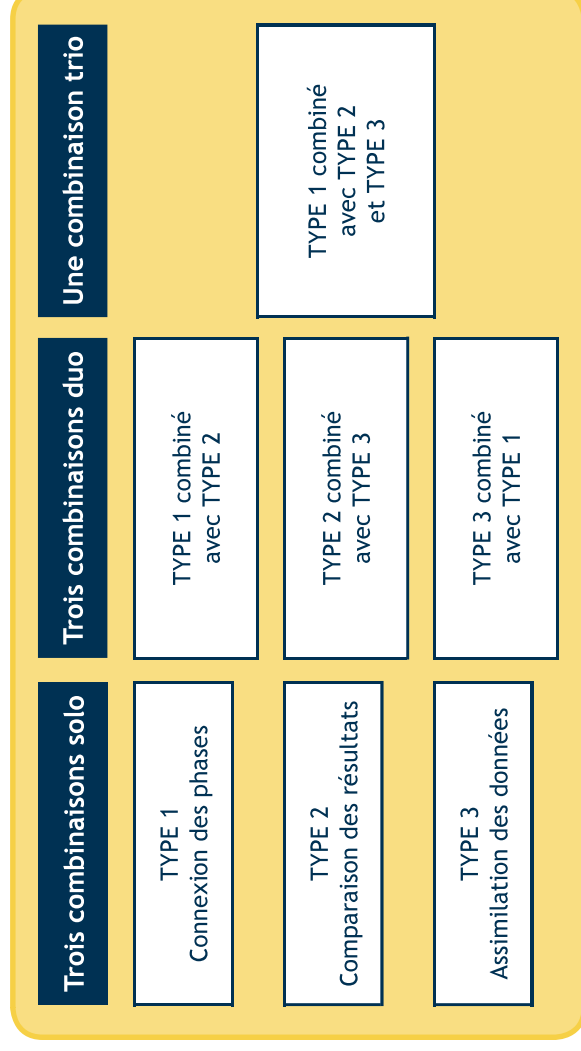 Trois combinaisons solo
TYPE 1
Connexion des phases
TYPE 2
Comparaison des résultats
TYPE 3
Assimilation des données
Trois combinaisons duo
TYPE 1 combiné
avec TYPE 2
TYPE 2 combiné
avec TYPE 3
TYPE 3 combiné
avec TYPE 1
Une combinaison trio
TYPE 1 combiné
avec TYPE 2
et TYPE 3